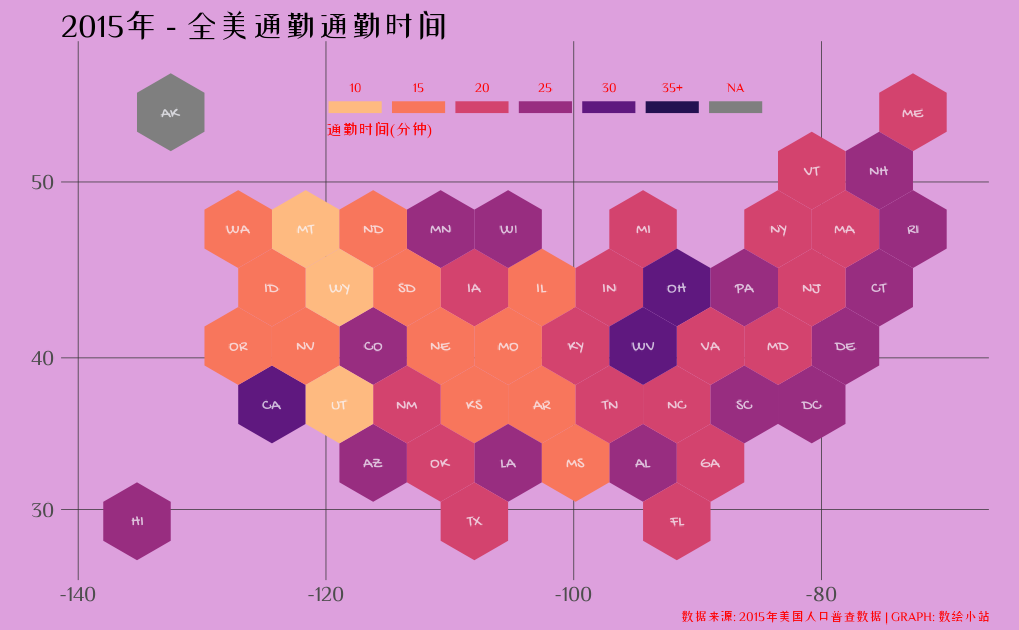 2015年 - 全美通勤通勤时间
10 15 20 25 30 35+ NA
通勤时间(分钟)
AK ME
VT NH
50
WA MT ND MN WI MI NY MA RI
ID WY SD IA IL IN OH PA NJ CT
OR NV CO NE MO KY WV VA MD DE
40
CA UT NM KS AR TN NC SC DC
AZ OK LA MS AL GA
30
HI TX FL
-140 -120 -100 -80
数据来源: 2015年美国人口普查数据 | GRAPH: 数绘小站